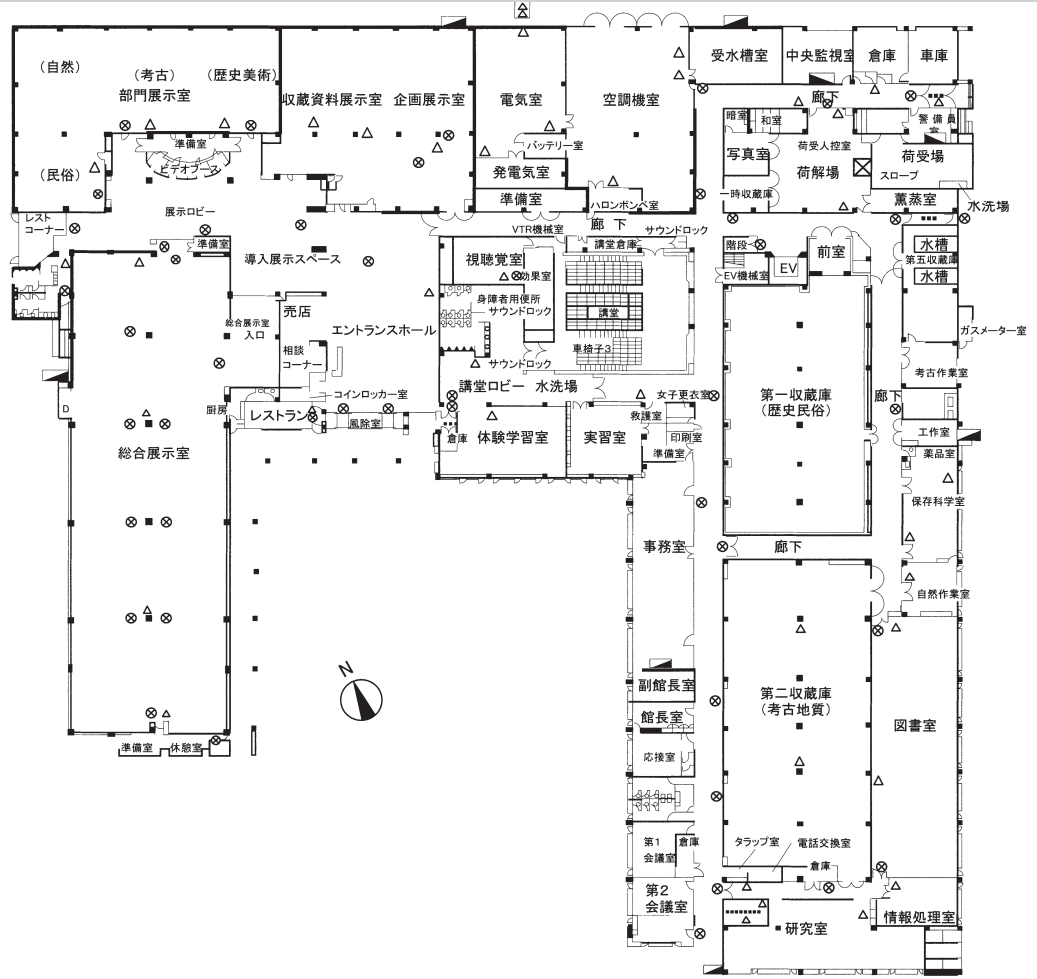 (自然)
(考古)
(歴史美術)
部門展示室
収蔵資料展示室
企画展示室
電気室
空調機室
受水槽室
中央監視室
倉庫
車庫
廊下
暗室
和室
警備員
室
準備室
ビデオブース
バッテリー室
発電気室
写真室
荷受人控室
荷解場
荷受場
スロープ
(民俗)
準備室
ハロンボンベ室
一時収蔵庫
薫蒸室
水洗場
レスト
コーナー
展示ロビー
準備室
VTR機械室
廊下
サウンドロック
講堂倉庫
階段
前室
水槽
第五収蔵庫
水槽
導入展示スペース
視聴覚室
効果室
EV
EV機械室
身障者用便所
サウンドロック
売店
講堂
総合展示室
入口
エントランスホール
ガスメーター室
相談
コーナー
車椅子3
サウンドロック
考古作業室
講堂ロビー
水洗場
コインロッカー室
女子更衣室
第一収蔵庫
(歴史民俗)
廊下
D
厨房
レストラン
風除室
倉庫
体験学習室
実習室
救護室
印刷室
準備室
工作室
薬品室
総合展示室
保存科学室
事務室
廊下
自然作業室
N
副館長室
館長室
第二収蔵庫
(考古地質)
図書室
準備室
休憩室
応接室
第1
会議室
倉庫
タラップ室
電話交換室
倉庫
第2
会議室
研究室
情報処理室